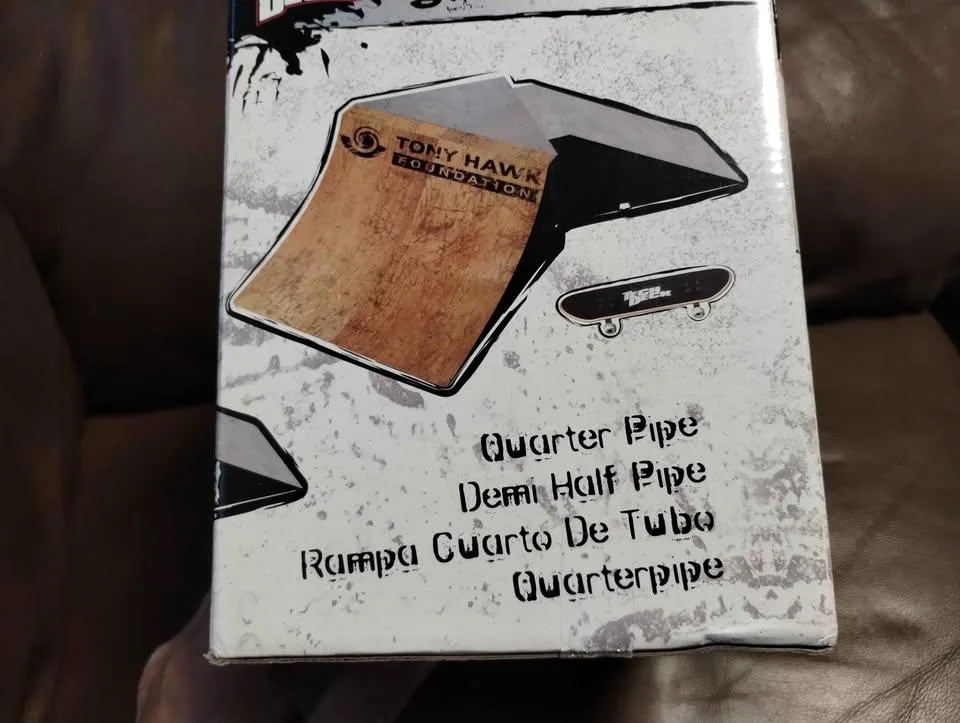 TONY HAWK
FOUNDATION
TECH
DECK
Quarter Pipe
Demi Half Pipe
Rampa Cuarto De Tubo
Quarterpipe